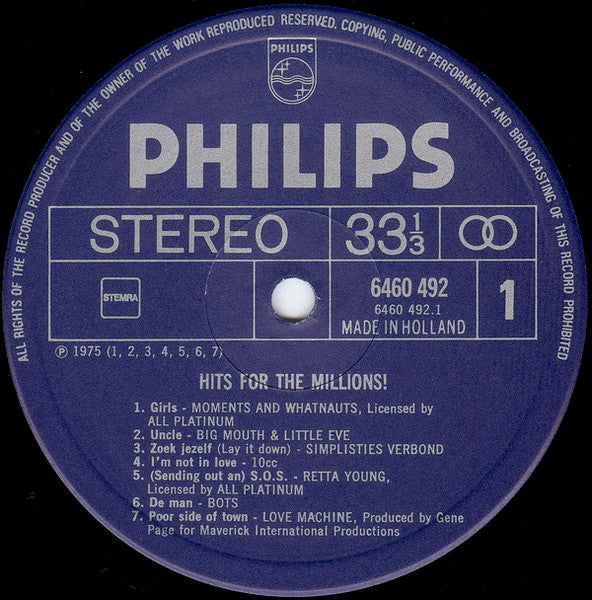 ALL RIGHTS OF THE RECORD PRODUCER AND OF THE OWNER OF THE WORK REPRODUCED RESERVED. COPYING, PUBLIC PERFORMANCE AND BROADCASTING OF THIS RECORD PROHIBITED
PHILIPS
PHILIPS
STEREO 33⅓
STEMRA
6460 492
6460 492.1
MADE IN HOLLAND
1
Ⓟ 1975 (1, 2, 3, 4, 5, 6, 7)
HITS FOR THE MILLIONS!
1. Girls - MOMENTS AND WHATNAUTS, Licensed by
ALL PLATINUM
2. Uncle - BIG MOUTH & LITTLE EVE
3. Zoek jezelf (Lay it down) - SIMPLISTIES VERBOND
4. I'm not in love - 10cc
5. (Sending out an) S.O.S. - RETTA YOUNG,
Licensed by ALL PLATINUM
6. De man - BOTS
7. Poor side of town - LOVE MACHINE, Produced by Gene
Page for Maverick International Productions